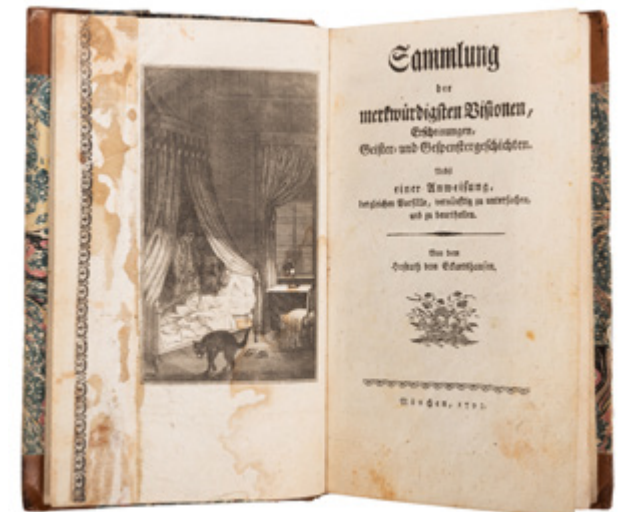 Sammlung
der
merkwürdigsten Visionen,
Erscheinungen,
Geister- und Gespenstergeschichten.
Nebst
einer Anweisung,
dergleichen Vorfälle, vernünftig zu untersuchen,
und zu beurtheilen.
Von dem
Hofrath von Eckartshausen.
München,